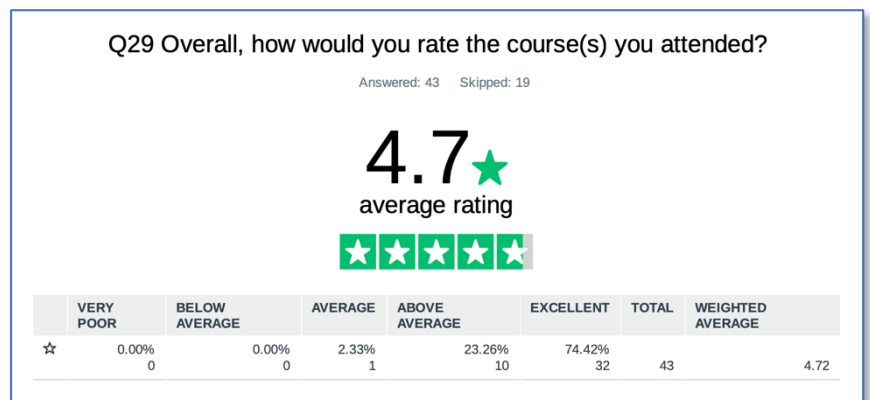 Q29 Overall, how would you rate the course(s) you attended?
Answered: 43 Skipped: 19
4.7
average rating
VERY POOR BELOW AVERAGE AVERAGE ABOVE AVERAGE EXCELLENT TOTAL WEIGHTED AVERAGE
0.00% 0.00% 2.33% 23.26% 74.42%
0 0 1 10 32 43 4.72